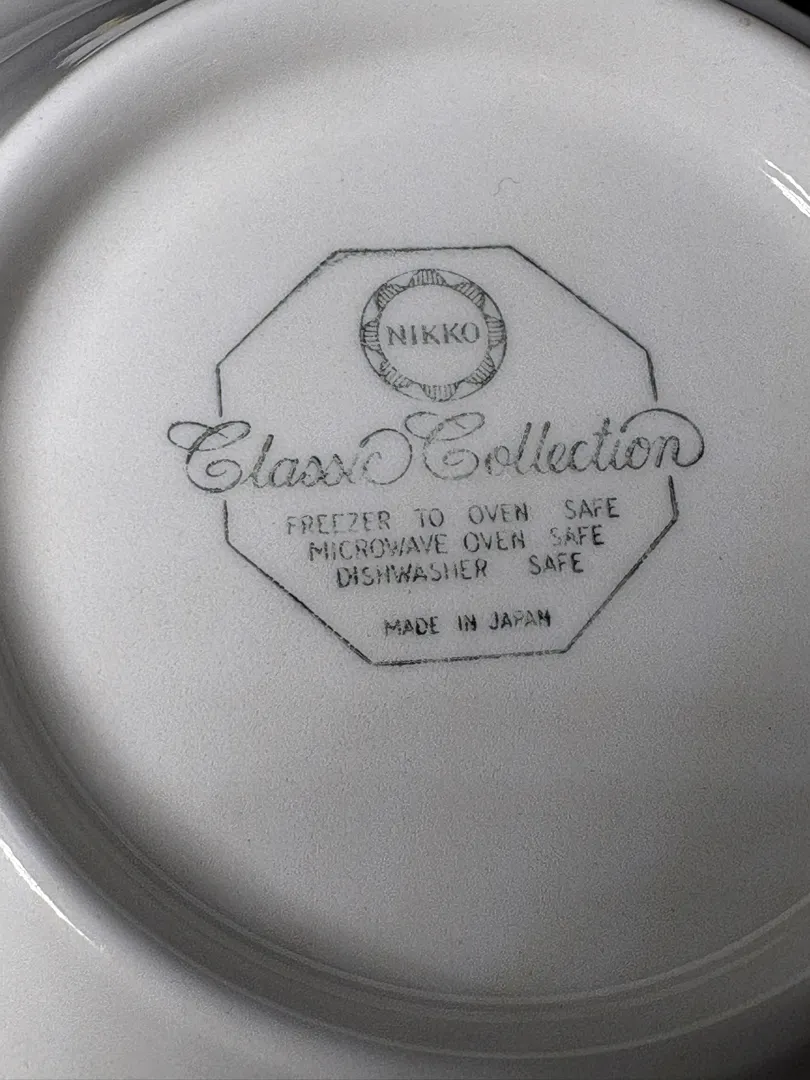 NIKKO
Classic Collection
FREEZER TO OVEN SAFE
MICROWAVE OVEN SAFE
DISHWASHER SAFE
MADE IN JAPAN